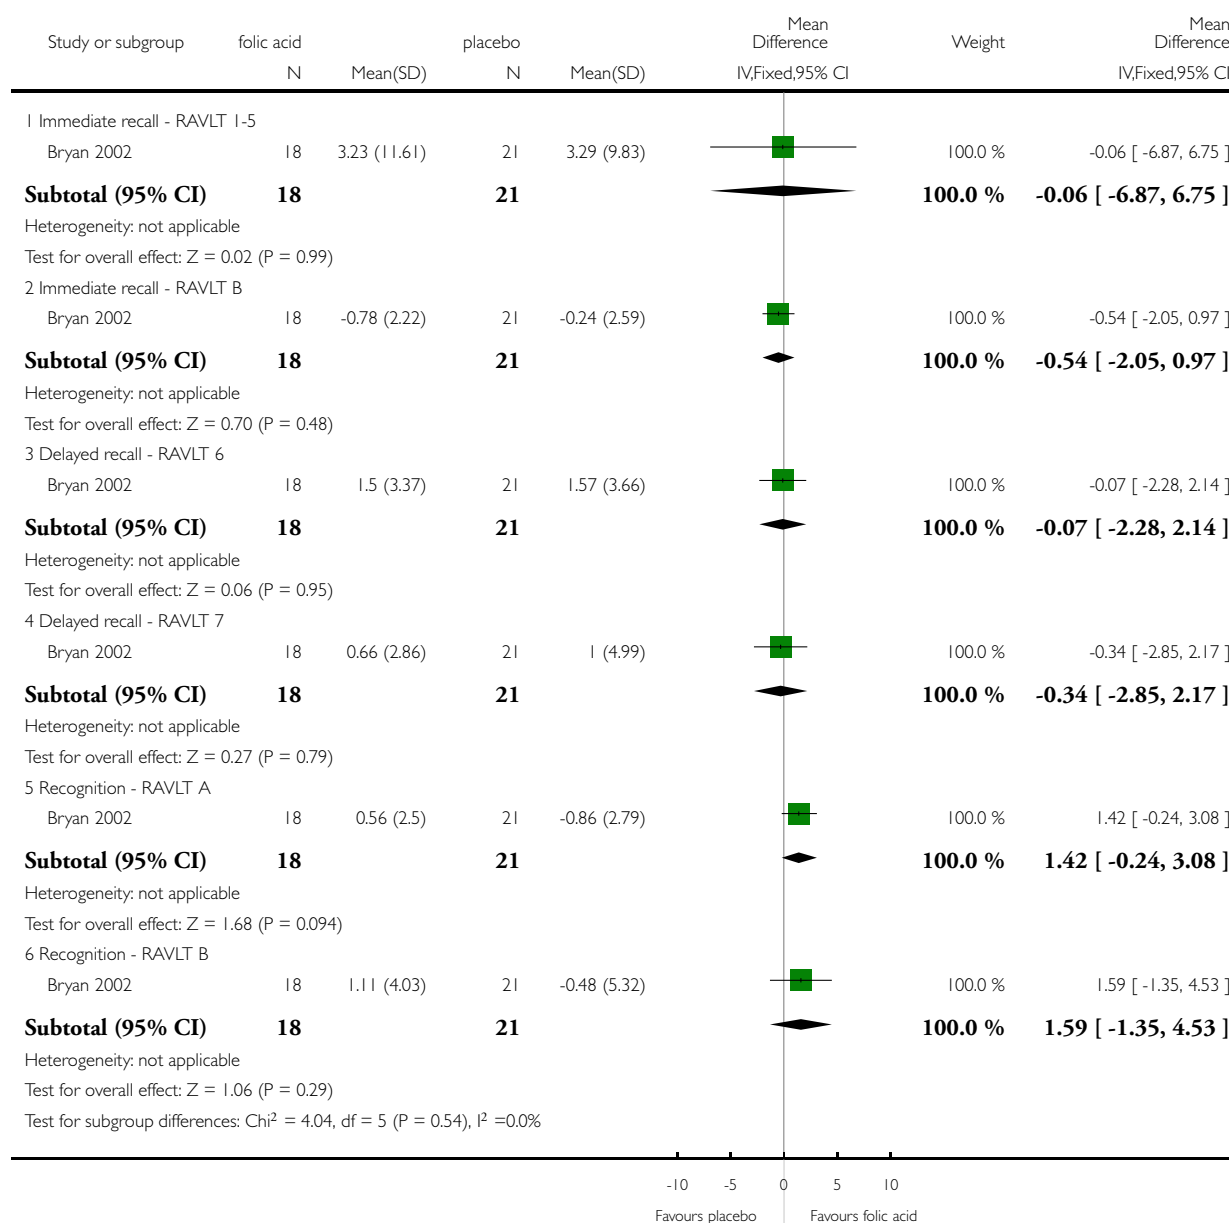 Study or subgroup folic acid placebo Mean Difference Weight Mean Difference
N Mean(SD) N Mean(SD) IV,Fixed,95% CI IV,Fixed,95% CI
1 Immediate recall - RAVLT 1-5
Bryan 2002 18 3.23 (11.61) 21 3.29 (9.83) 100.0 % -0.06 [ -6.87, 6.75 ]
Subtotal (95% CI) 18 21 100.0 % -0.06 [ -6.87, 6.75 ]
Heterogeneity: not applicable
Test for overall effect: Z = 0.02 (P = 0.99)
2 Immediate recall - RAVLT B
Bryan 2002 18 -0.78 (2.22) 21 -0.24 (2.59) 100.0 % -0.54 [ -2.05, 0.97 ]
Subtotal (95% CI) 18 21 100.0 % -0.54 [ -2.05, 0.97 ]
Heterogeneity: not applicable
Test for overall effect: Z = 0.70 (P = 0.48)
3 Delayed recall - RAVLT 6
Bryan 2002 18 1.5 (3.37) 21 1.57 (3.66) 100.0 % -0.07 [ -2.28, 2.14 ]
Subtotal (95% CI) 18 21 100.0 % -0.07 [ -2.28, 2.14 ]
Heterogeneity: not applicable
Test for overall effect: Z = 0.06 (P = 0.95)
4 Delayed recall - RAVLT 7
Bryan 2002 18 0.66 (2.86) 21 1 (4.99) 100.0 % -0.34 [ -2.85, 2.17 ]
Subtotal (95% CI) 18 21 100.0 % -0.34 [ -2.85, 2.17 ]
Heterogeneity: not applicable
Test for overall effect: Z = 0.27 (P = 0.79)
5 Recognition - RAVLT A
Bryan 2002 18 0.56 (2.5) 21 -0.86 (2.79) 100.0 % 1.42 [ -0.24, 3.08 ]
Subtotal (95% CI) 18 21 100.0 % 1.42 [ -0.24, 3.08 ]
Heterogeneity: not applicable
Test for overall effect: Z = 1.68 (P = 0.094)
6 Recognition - RAVLT B
Bryan 2002 18 1.11 (4.03) 21 -0.48 (5.32) 100.0 % 1.59 [ -1.35, 4.53 ]
Subtotal (95% CI) 18 21 100.0 % 1.59 [ -1.35, 4.53 ]
Heterogeneity: not applicable
Test for overall effect: Z = 1.06 (P = 0.29)
Test for subgroup differences: Chi² = 4.04, df = 5 (P = 0.54), I² =0.0%
-10 -5 0 5 10
Favours placebo Favours folic acid